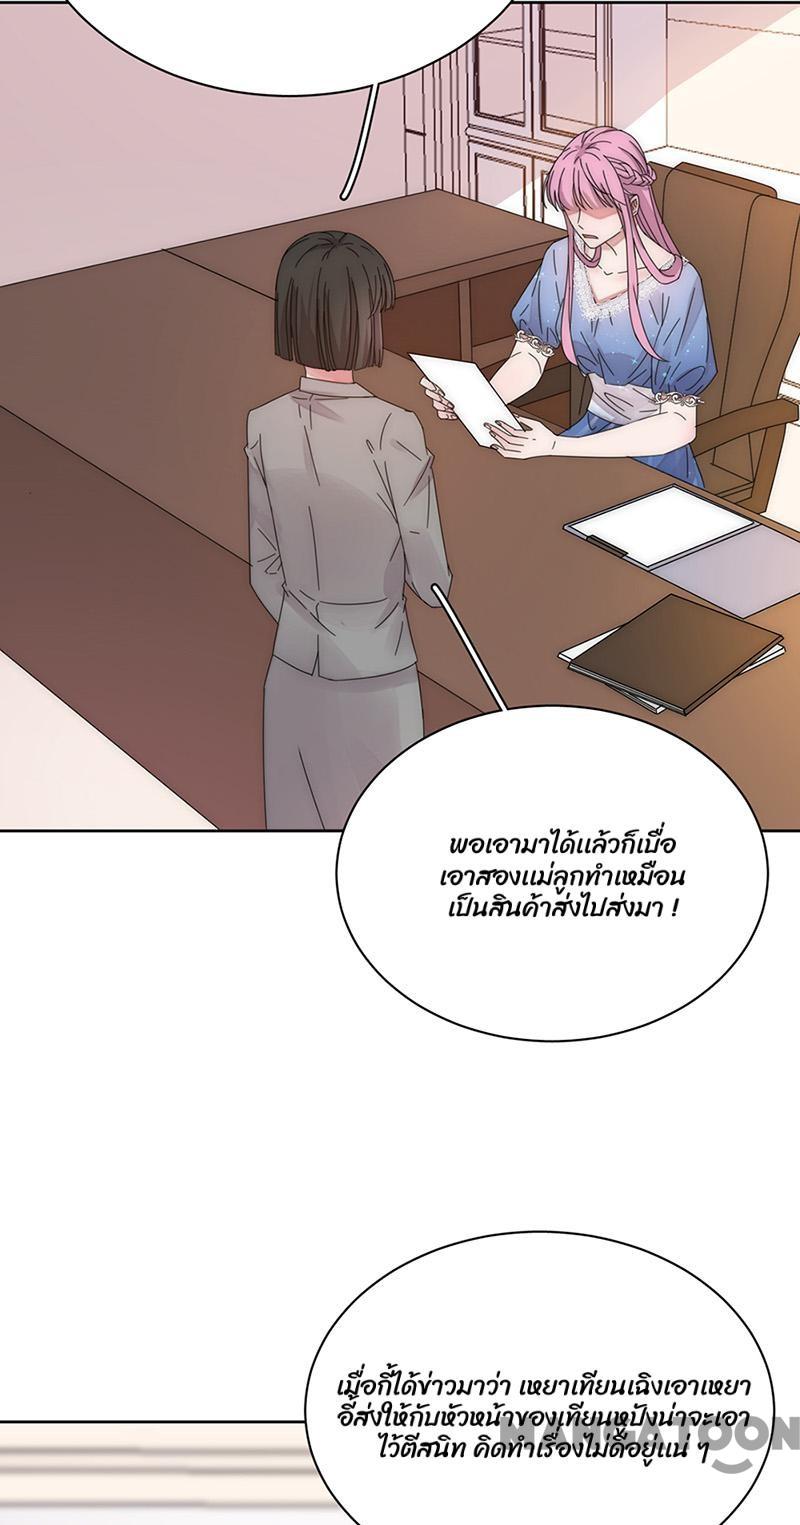 พอเอามาได้แล้วก็เบื่อ
เอาสองแม่ลูกทำเหมือน
เป็นสินค้าส่งไปส่งมา !
เมื่อกี้ได้ข่าวมาว่า เหยาเทียนเฉิงเอาเหยา
อี้ส่งให้กับหัวหน้าของเทียนหูปังน่าจะเอา
ไว้ตีสนิท คิดทำเรื่องไม่ดีอยู่แน่ ๆ
MANGATOON